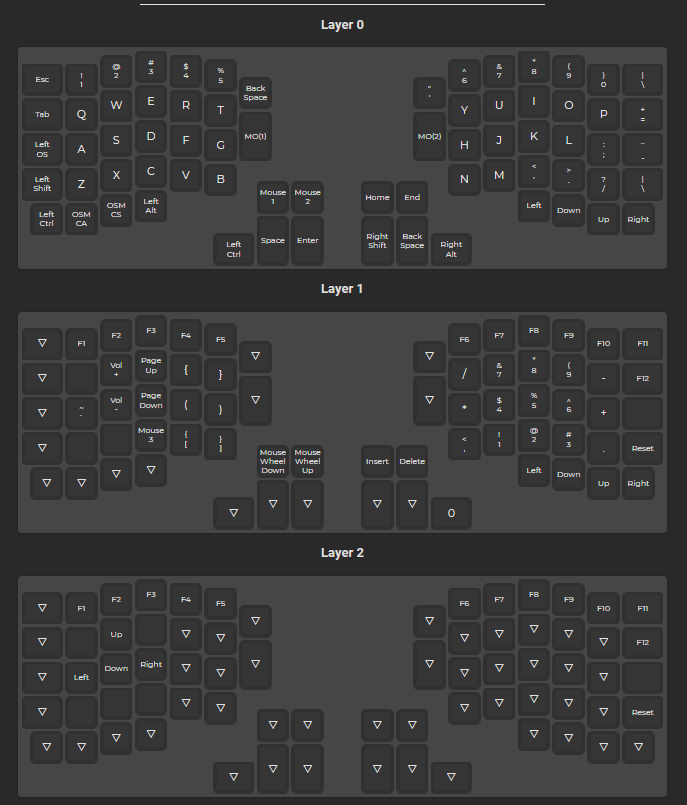 Layer 0
Esc ! 1 @ 2 # 3 $ 4 % 5 Back Space " ' ^ 6 & 7 * 8 ( 9 ) 0 | \
Tab Q W E R T MO(1) MO(2) Y U I O P + =
Left OS A S D F G H J K L : ; _ -
Left Shift Z X C V B N M < , > . ? / | \
Left Ctrl OSM CA OSM CS Left Alt Mouse 1 Mouse 2 Home End Left Down Up Right
Left Ctrl Space Enter Right Shift Back Space Right Alt
Layer 1
▽ F1 F2 F3 F4 F5 ▽ ▽ F6 F7 F8 F9 F10 F11
▽ Vol + Page Up { } ▽ ▽ / & 7 * 8 ( 9 - F12
▽ ~ ` Vol - Page Down ( ) * $ 4 % 5 ^ 6 +
▽ Mouse 3 { [ } ] < , ! 1 @ 2 # 3 . Reset
▽ ▽ ▽ ▽ Mouse Wheel Down Mouse Wheel Up Insert Delete Left Down Up Right
▽ ▽ ▽ ▽ ▽ 0
Layer 2
▽ F1 F2 F3 F4 F5 ▽ ▽ F6 F7 F8 F9 F10 F11
▽ Up ▽ ▽ ▽ ▽ ▽ ▽ ▽ ▽ ▽ F12
▽ Left Down Right ▽ ▽ ▽ ▽ ▽ ▽ ▽
▽ ▽ ▽ ▽ ▽ ▽ ▽ ▽ Reset
▽ ▽ ▽ ▽ ▽ ▽ ▽ ▽ ▽ ▽ ▽ ▽
▽ ▽ ▽ ▽ ▽ ▽